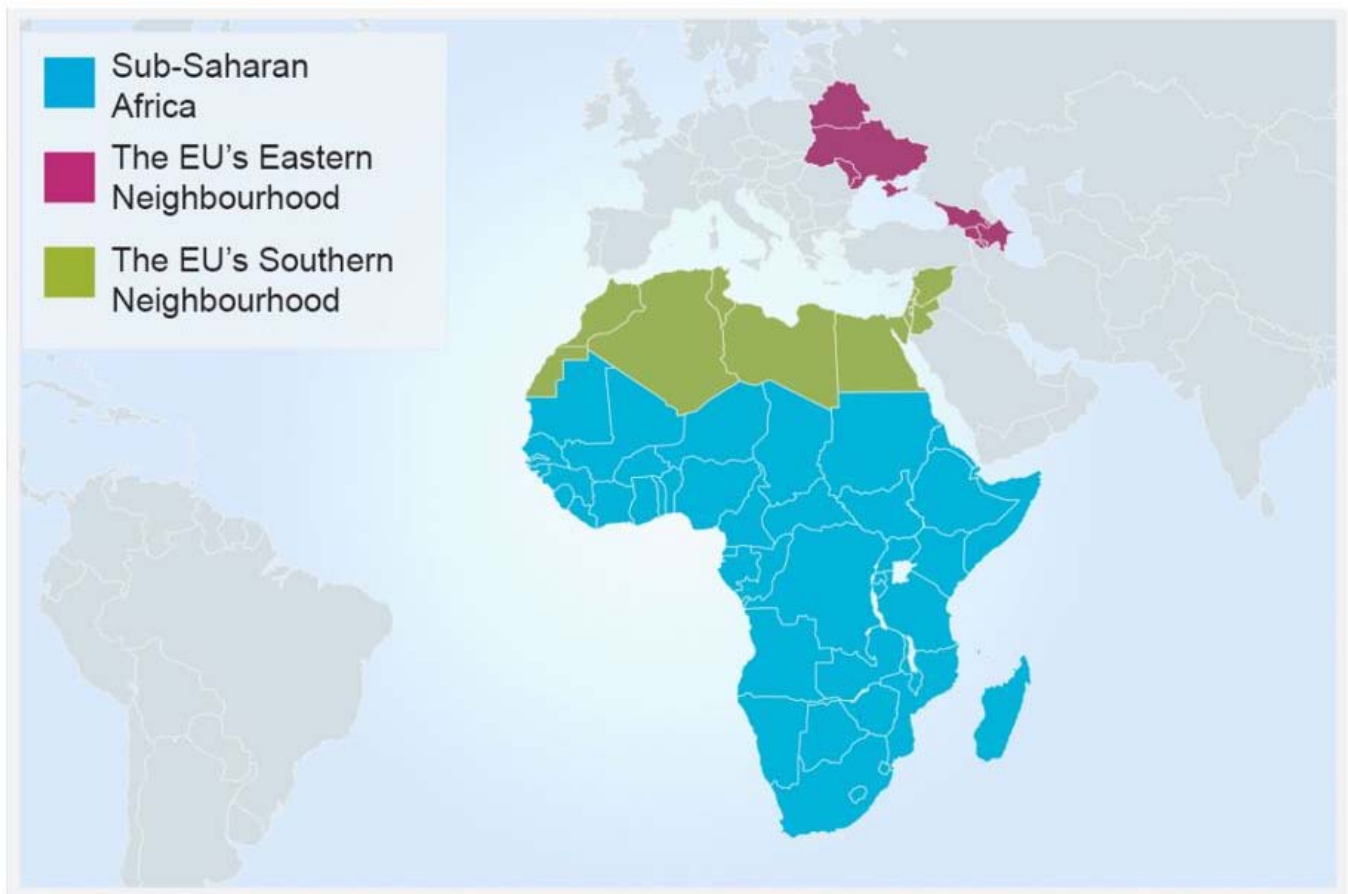 Sub-Saharan
Africa
The EU's Eastern
Neighbourhood
The EU's Southern
Neighbourhood